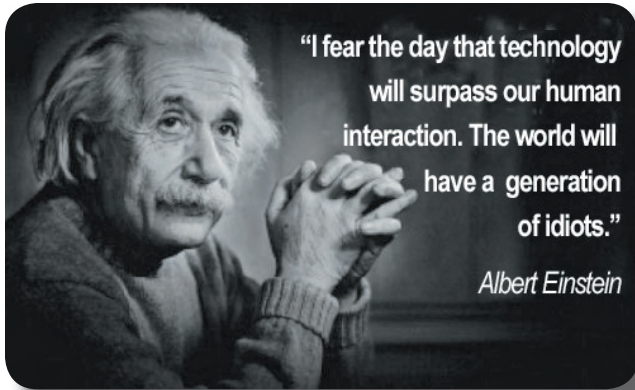 “I fear the day that technology
will surpass our human
interaction. The world will
have a generation
of idiots.”
Albert Einstein